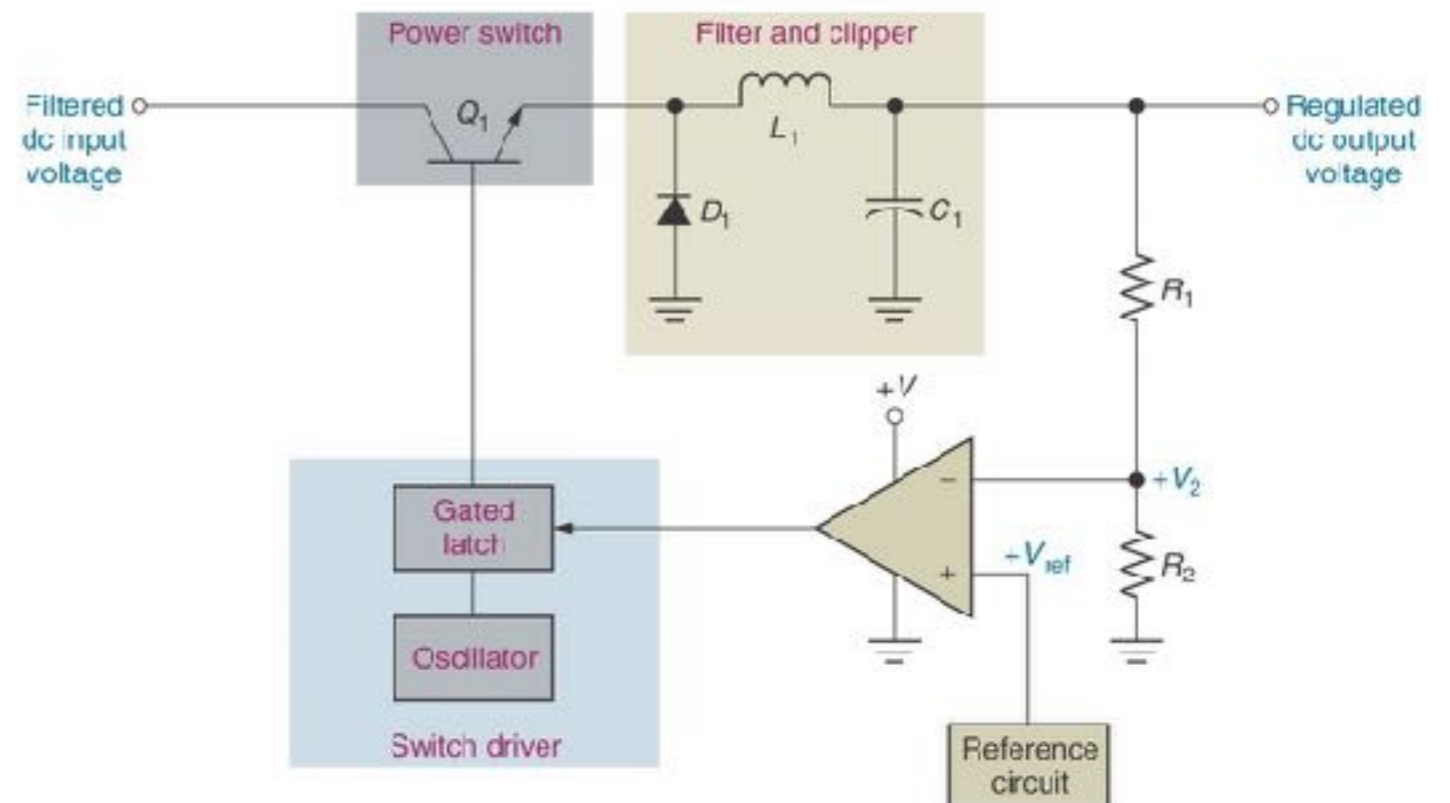 Power switch
Filter and clipper
Filtered
dc input
voltage
Q1
L1
Regulated
dc output
voltage
D1
C1
R1
+V
Gated
latch
−
+V2
+Vref
+
R2
Oscillator
Switch driver
Reference
circuit